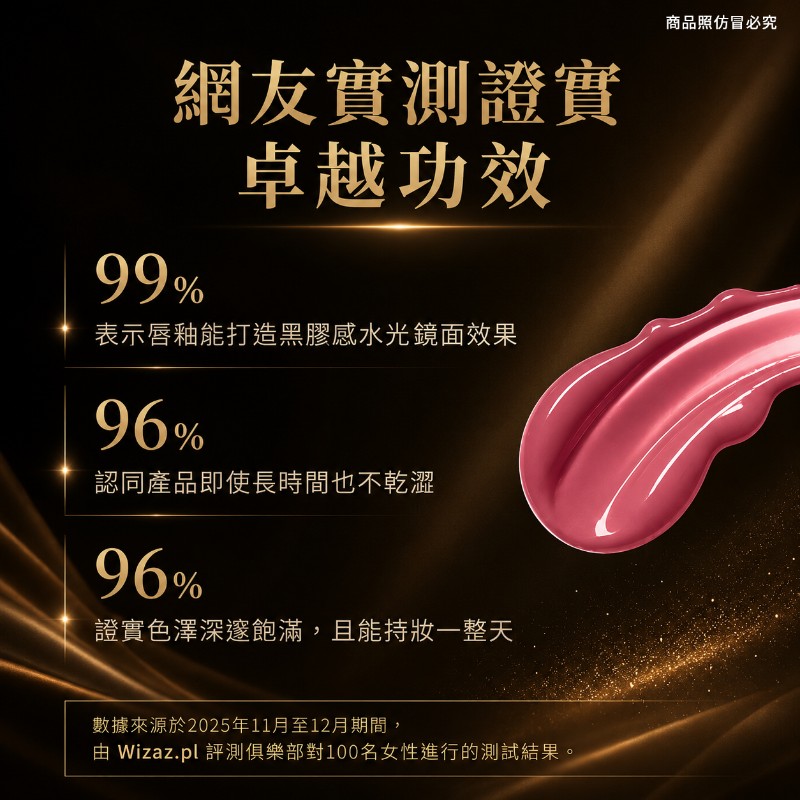 商品照仿冒必究
網友實測證實
卓越功效
99%
表示唇釉能打造黑膠感水光鏡面效果
96%
認同產品即使長時間也不乾澀
96%
證實色澤深邃飽滿，且能持妝一整天
數據來源於2025年11月至12月期間，
由 Wizaz.pl 評測俱樂部對100名女性進行的測試結果。